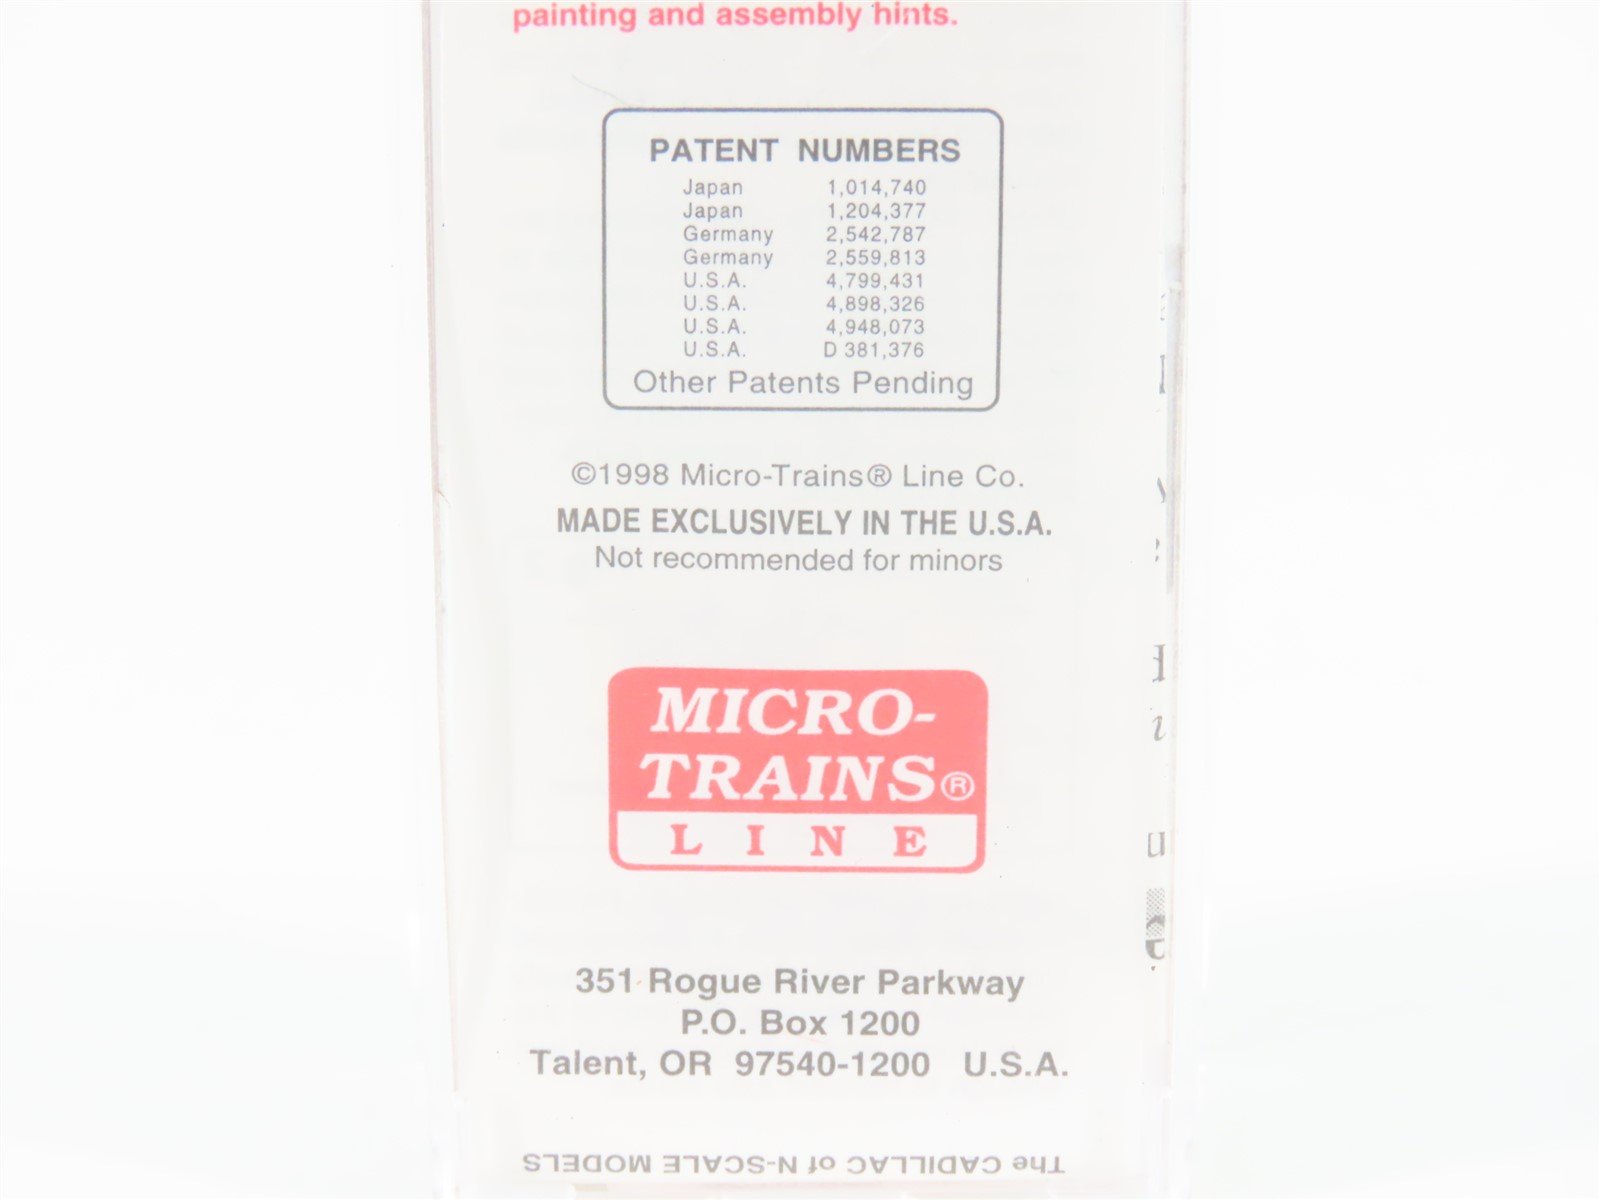 painting and assembly hints.
PATENT NUMBERS
Japan 1,014,740
Japan 1,204,377
Germany 2,542,787
Germany 2,559,813
U.S.A. 4,799,431
U.S.A. 4,898,326
U.S.A. 4,948,073
U.S.A. D 381,376
Other Patents Pending
©1998 Micro-Trains® Line Co.
MADE EXCLUSIVELY IN THE U.S.A.
Not recommended for minors
MICRO-
TRAINS®
LINE
351 Rogue River Parkway
P.O. Box 1200
Talent, OR 97540-1200 U.S.A.
The CADILLAC of N-SCALE MODELS